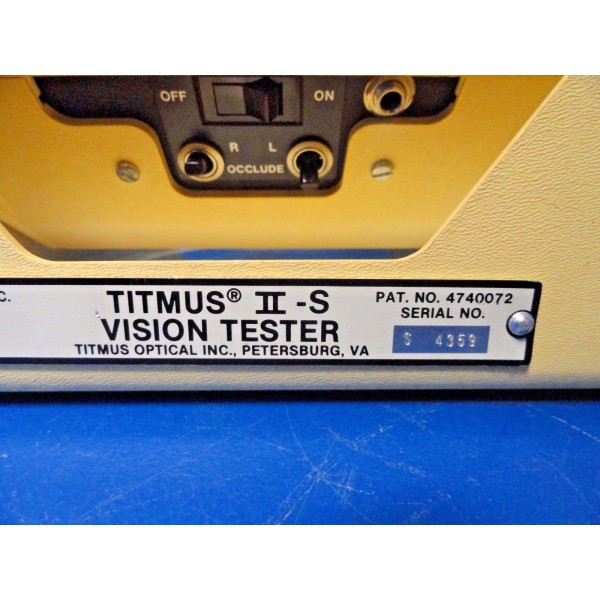 OFF ON
R L
OCCLUDE
C.
TITMUS® II-S
VISION TESTER
TITMUS OPTICAL INC., PETERSBURG, VA
PAT. NO. 4740072
SERIAL NO.
S 4359